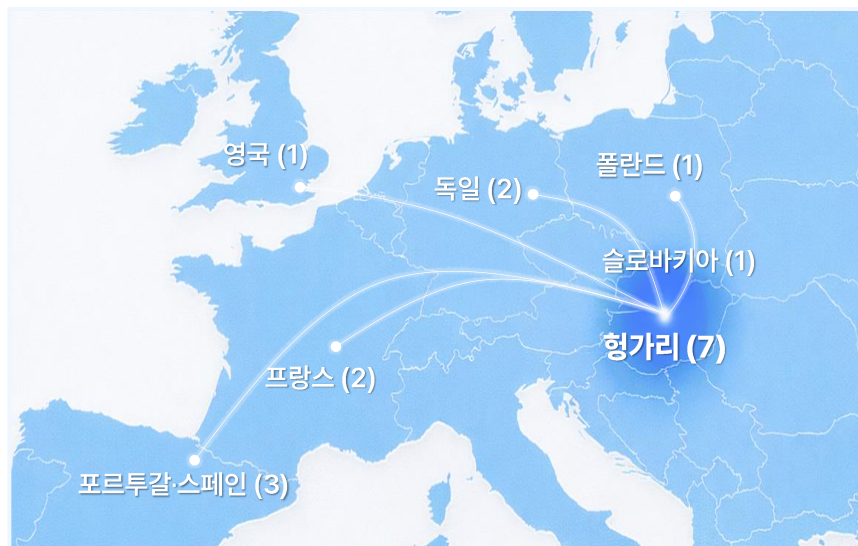 영국 (1)
독일 (2)
폴란드 (1)
슬로바키아 (1)
헝가리 (7)
프랑스 (2)
포르투갈·스페인 (3)